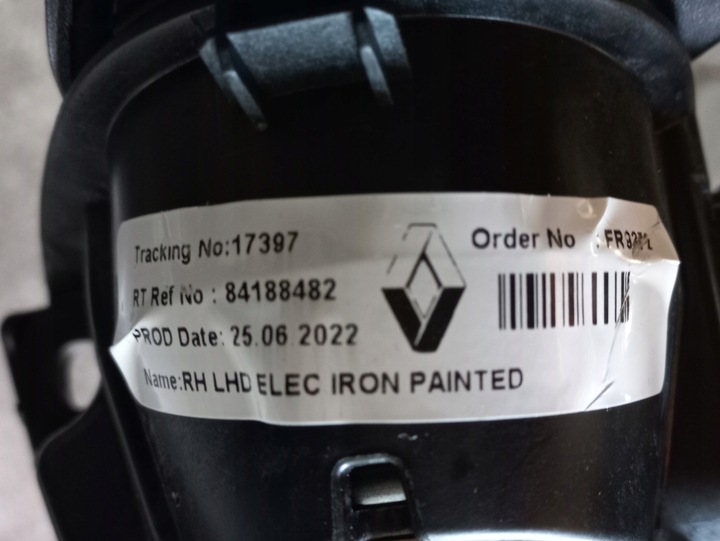 Tracking No:17397
Order No :
RT Ref No : 84188482
PROD Date: 25.06 2022
Name:RH LHD ELEC IRON PAINTED